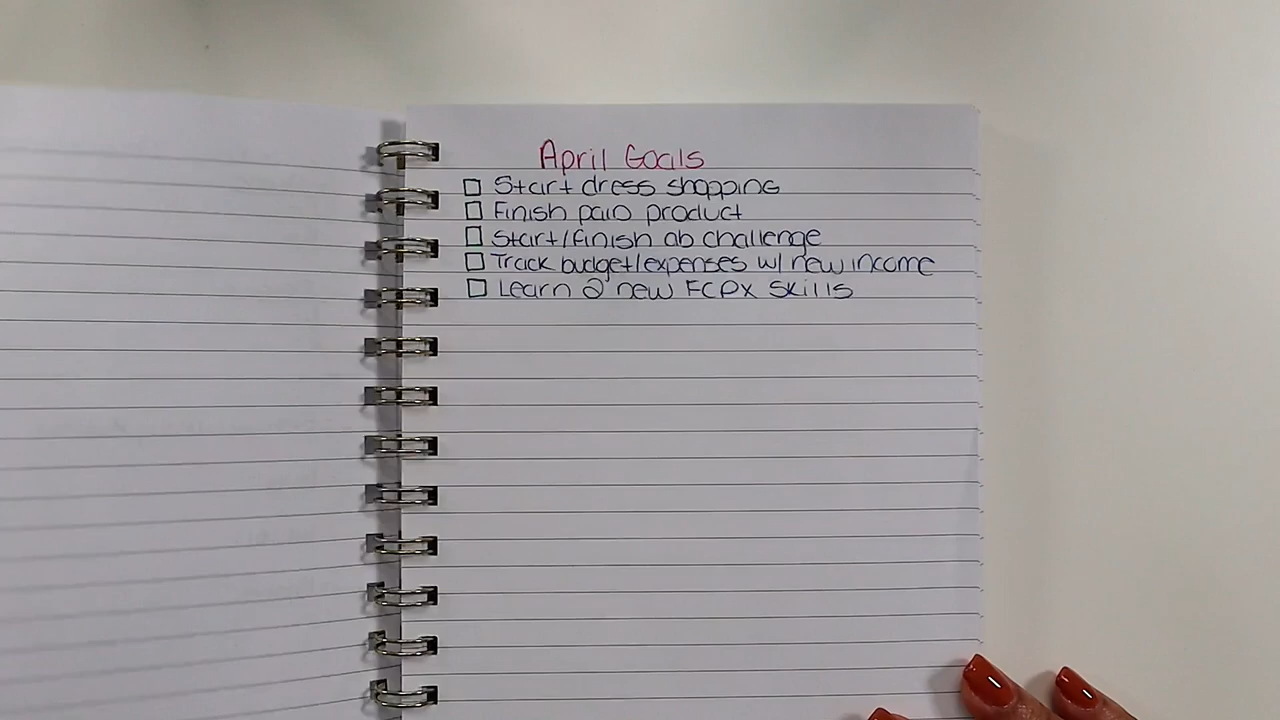 April Goals
Start dress shopping
Finish paid product
Start/finish ab challenge
Track budget/expenses w/ new income
Learn 2 new FCPX Skills